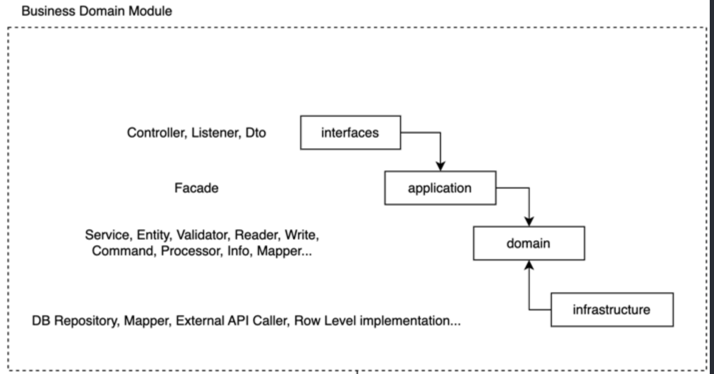 Business Domain Module
Controller, Listener, Dto
interfaces
Facade
application
Service, Entity, Validator, Reader, Write,
Command, Processor, Info, Mapper...
domain
infrastructure
DB Repository, Mapper, External API Caller, Row Level implementation...